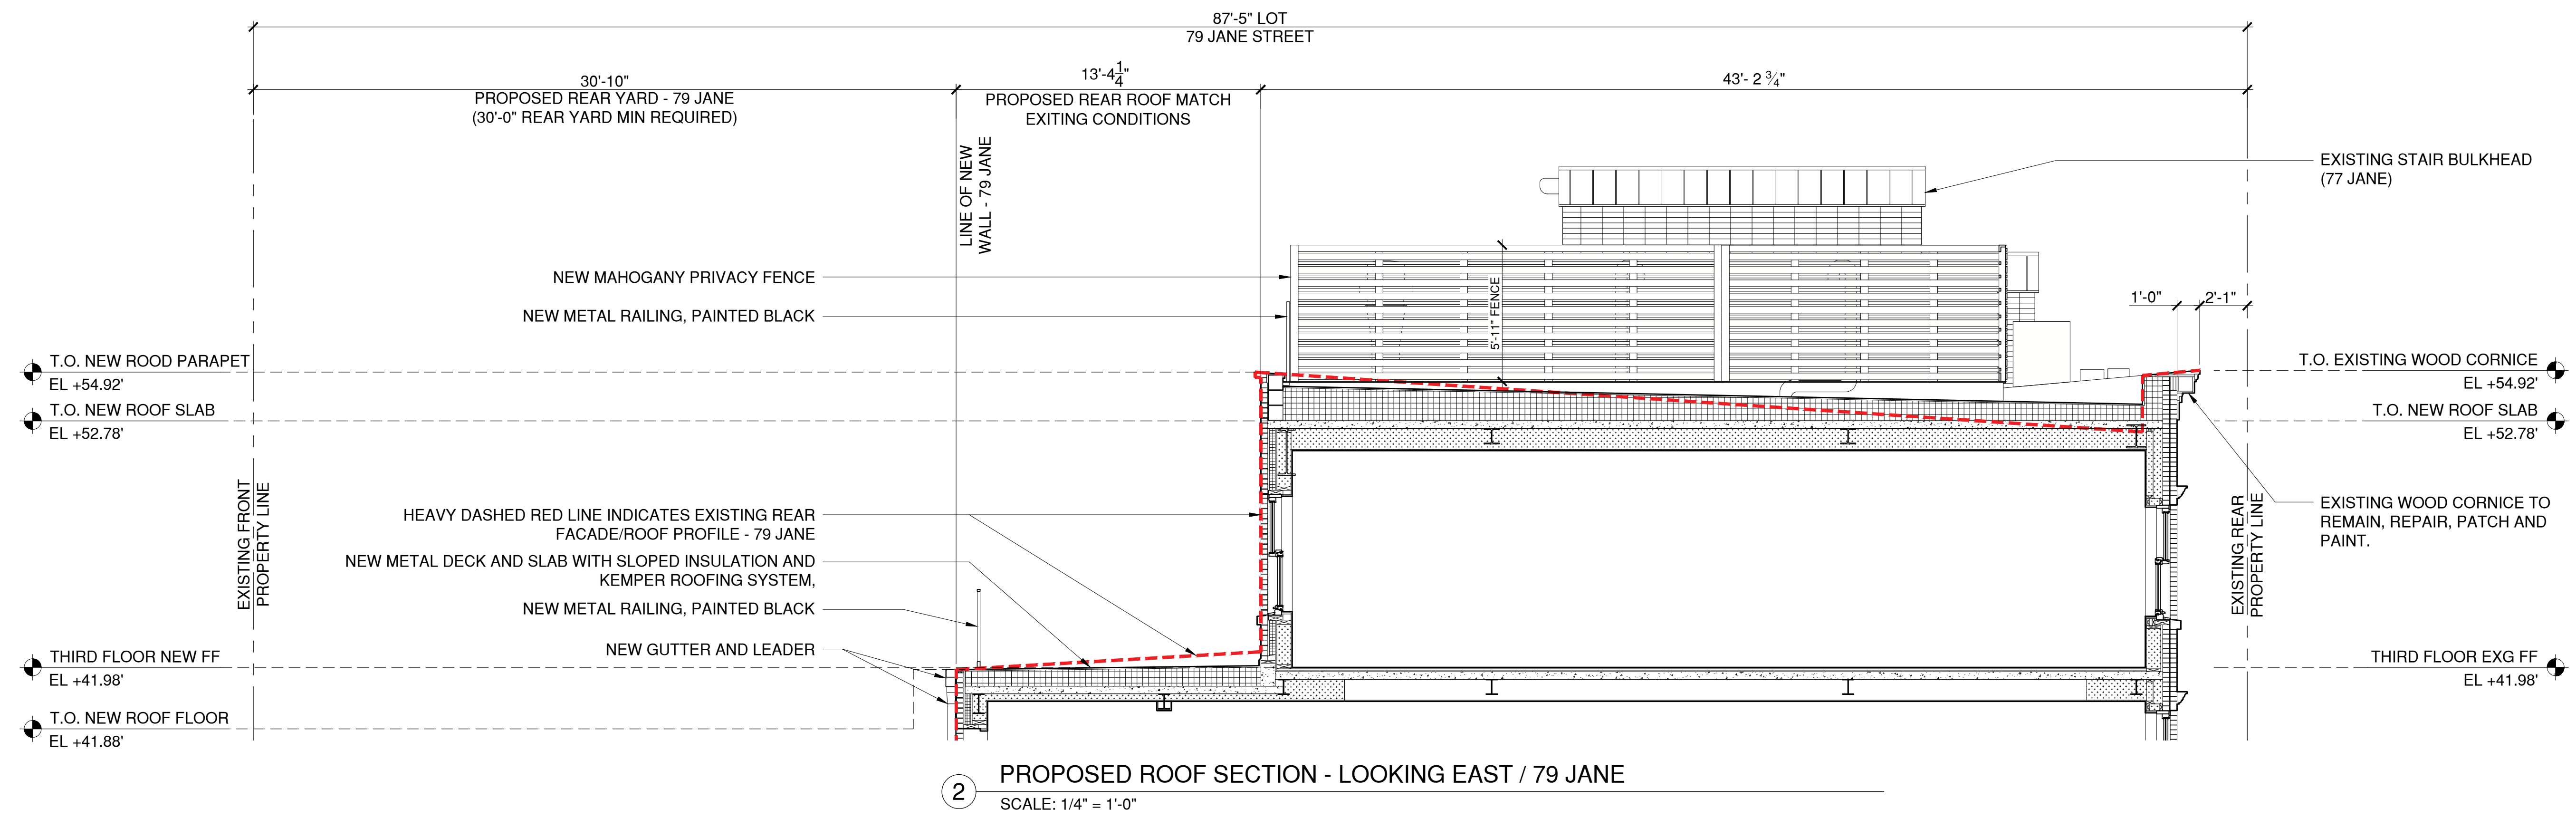 87'-5" LOT
79 JANE STREET
30'-10"
PROPOSED REAR YARD - 79 JANE
(30'-0" REAR YARD MIN REQUIRED)
13'-4 1/4"
PROPOSED REAR ROOF MATCH
EXITING CONDITIONS
43'- 2 3/4"
LINE OF NEW
WALL - 79 JANE
EXISTING STAIR BULKHEAD
(77 JANE)
NEW MAHOGANY PRIVACY FENCE
NEW METAL RAILING, PAINTED BLACK
5'-11" FENCE
1'-0"
2'-1"
T.O. NEW ROOD PARAPET
EL +54.92'
T.O. NEW ROOF SLAB
EL +52.78'
T.O. EXISTING WOOD CORNICE
EL +54.92'
T.O. NEW ROOF SLAB
EL +52.78'
EXISTING FRONT
PROPERTY LINE
HEAVY DASHED RED LINE INDICATES EXISTING REAR
FACADE/ROOF PROFILE - 79 JANE
NEW METAL DECK AND SLAB WITH SLOPED INSULATION AND
KEMPER ROOFING SYSTEM,
NEW METAL RAILING, PAINTED BLACK
NEW GUTTER AND LEADER
EXISTING REAR
PROPERTY LINE
EXISTING WOOD CORNICE TO
REMAIN, REPAIR, PATCH AND
PAINT.
THIRD FLOOR NEW FF
EL +41.98'
T.O. NEW ROOF FLOOR
EL +41.88'
THIRD FLOOR EXG FF
EL +41.98'
2
PROPOSED ROOF SECTION - LOOKING EAST / 79 JANE
SCALE: 1/4" = 1'-0"